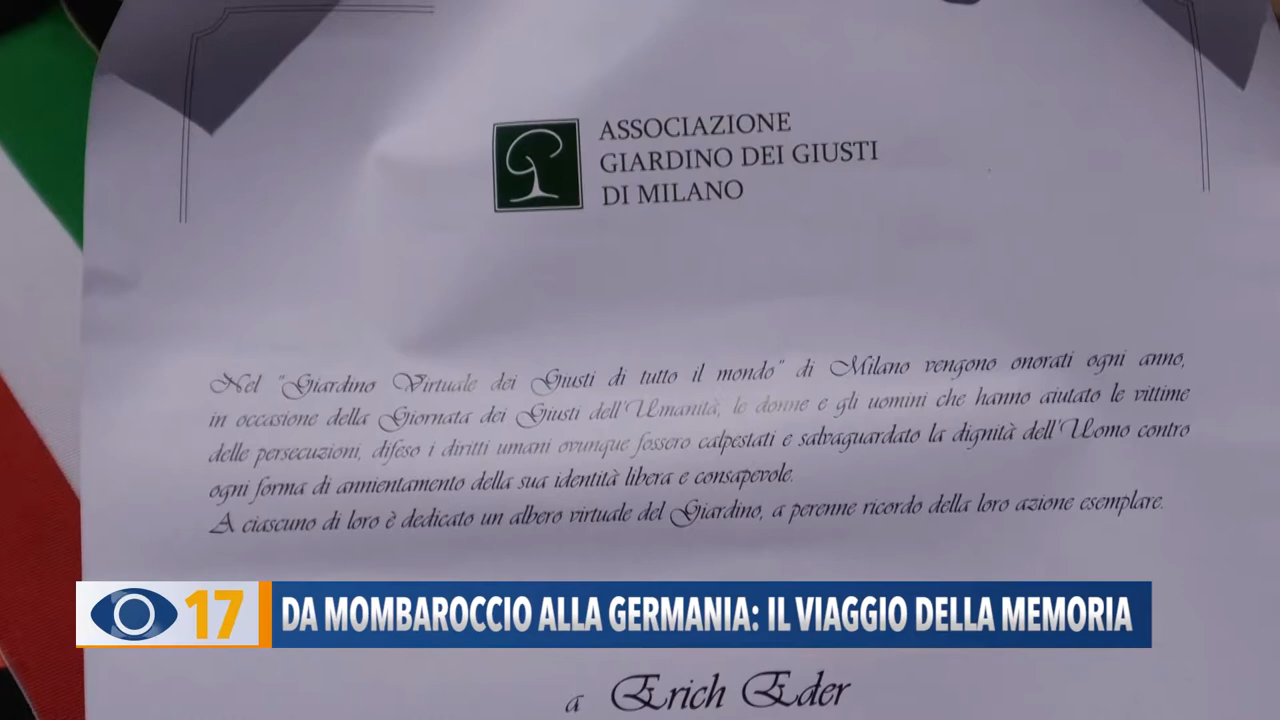 ASSOCIAZIONE
GIARDINO DEI GIUSTI
DI MILANO
Nel "Giardino Virtuale dei Giusti di tutto il mondo" di Milano vengono onorati ogni anno,
in occasione della Giornata dei Giusti dell'Umanità, le donne e gli uomini che hanno aiutato le vittime
delle persecuzioni, difeso i diritti umani ovunque fossero calpestati e salvaguardato la dignità dell'Uomo contro
ogni forma di annientamento della sua identità libera e consapevole.
A ciascuno di loro è dedicato un albero virtuale del Giardino, a perenne ricordo della loro azione esemplare.
17 DA MOMBAROCCIO ALLA GERMANIA: IL VIAGGIO DELLA MEMORIA
a Erich Eder